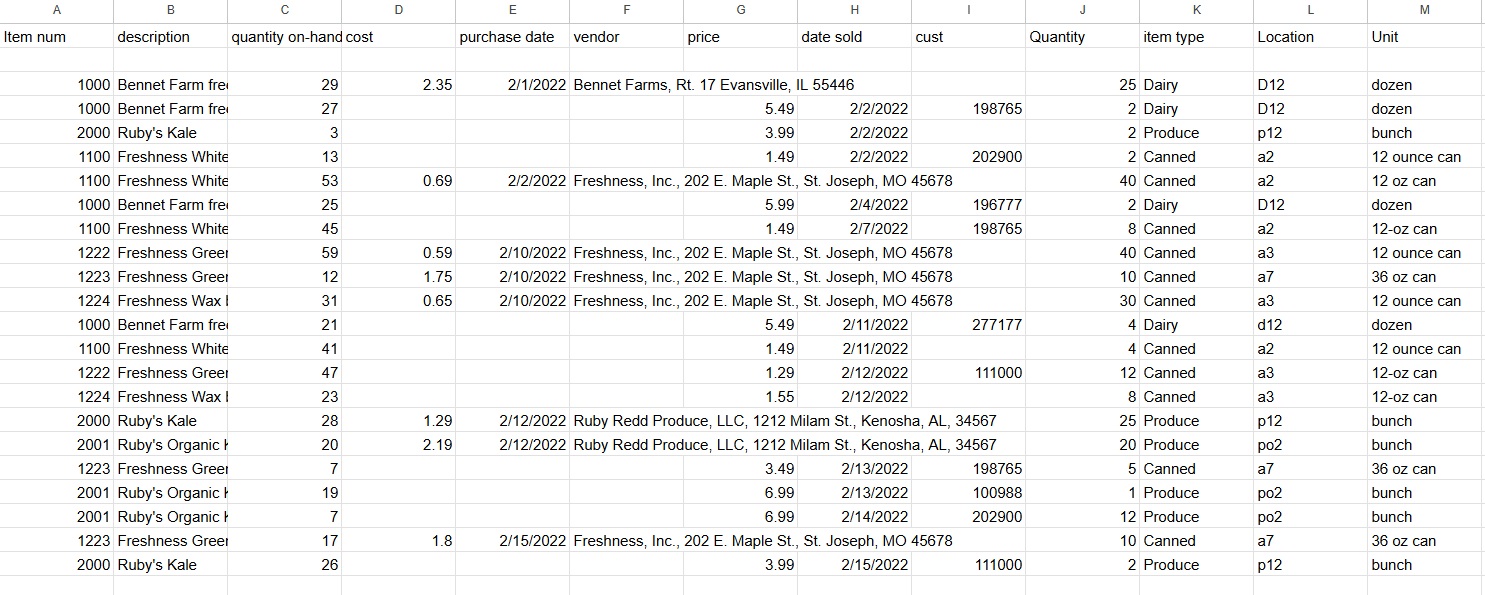 A B C D E F G H I J K L M
Item num description quantity on-hand cost purchase date vendor price date sold cust Quantity item type Location Unit
1000 Bennet Farm free 29 2.35 2/1/2022 Bennet Farms, Rt. 17 Evansville, IL 55446 25 Dairy D12 dozen
1000 Bennet Farm free 27 5.49 2/2/2022 198765 2 Dairy D12 dozen
2000 Ruby's Kale 3 3.99 2/2/2022 2 Produce p12 bunch
1100 Freshness White 13 1.49 2/2/2022 202900 2 Canned a2 12 ounce can
1100 Freshness White 53 0.69 2/2/2022 Freshness, Inc., 202 E. Maple St., St. Joseph, MO 45678 40 Canned a2 12 oz can
1000 Bennet Farm free 25 5.99 2/4/2022 196777 2 Dairy D12 dozen
1100 Freshness White 45 1.49 2/7/2022 198765 8 Canned a2 12-oz can
1222 Freshness Green 59 0.59 2/10/2022 Freshness, Inc., 202 E. Maple St., St. Joseph, MO 45678 40 Canned a3 12 ounce can
1223 Freshness Green 12 1.75 2/10/2022 Freshness, Inc., 202 E. Maple St., St. Joseph, MO 45678 10 Canned a7 36 oz can
1224 Freshness Wax 31 0.65 2/10/2022 Freshness, Inc., 202 E. Maple St., St. Joseph, MO 45678 30 Canned a3 12 ounce can
1000 Bennet Farm free 21 5.49 2/11/2022 277177 4 Dairy d12 dozen
1100 Freshness White 41 1.49 2/11/2022 4 Canned a2 12 ounce can
1222 Freshness Green 47 1.29 2/12/2022 111000 12 Canned a3 12-oz can
1224 Freshness Wax 23 1.55 2/12/2022 8 Canned a3 12-oz can
2000 Ruby's Kale 28 1.29 2/12/2022 Ruby Redd Produce, LLC, 1212 Milam St., Kenosha, AL, 34567 25 Produce p12 bunch
2001 Ruby's Organic 20 2.19 2/12/2022 Ruby Redd Produce, LLC, 1212 Milam St., Kenosha, AL, 34567 20 Produce po2 bunch
1223 Freshness Green 7 3.49 2/13/2022 198765 5 Canned a7 36 oz can
2001 Ruby's Organic 19 6.99 2/13/2022 100988 1 Produce po2 bunch
2001 Ruby's Organic 7 6.99 2/14/2022 202900 12 Produce po2 bunch
1223 Freshness Green 17 1.8 2/15/2022 Freshness, Inc., 202 E. Maple St., St. Joseph, MO 45678 10 Canned a7 36 oz can
2000 Ruby's Kale 26 3.99 2/15/2022 111000 2 Produce p12 bunch